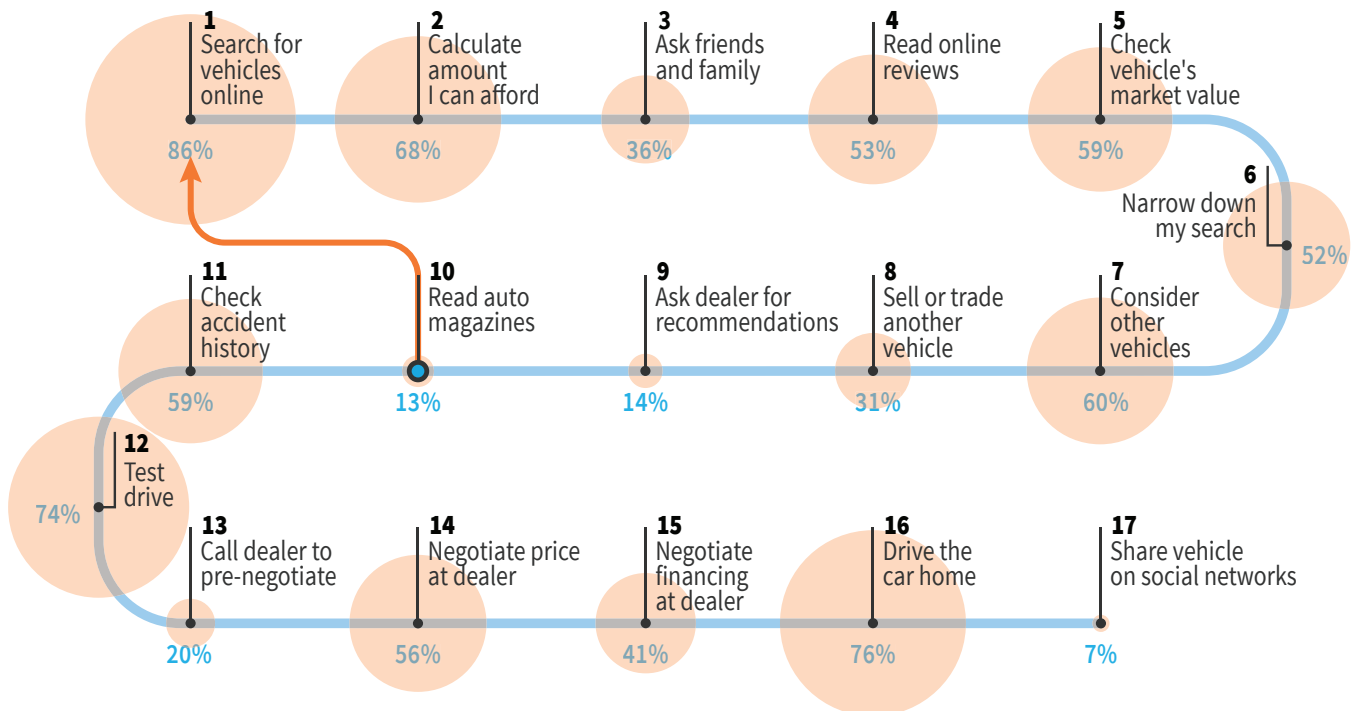 1
Search for
vehicles
online
86%
2
Calculate
amount
I can afford
68%
3
Ask friends
and family
36%
4
Read online
reviews
53%
5
Check
vehicle's
market value
59%
6
Narrow down
my search
52%
7
Consider
other
vehicles
60%
8
Sell or trade
another
vehicle
31%
9
Ask dealer for
recommendations
14%
10
Read auto
magazines
13%
11
Check
accident
history
59%
12
Test
drive
74%
13
Call dealer to
pre-negotiate
20%
14
Negotiate price
at dealer
56%
15
Negotiate
financing
at dealer
41%
16
Drive the
car home
76%
17
Share vehicle
on social networks
7%